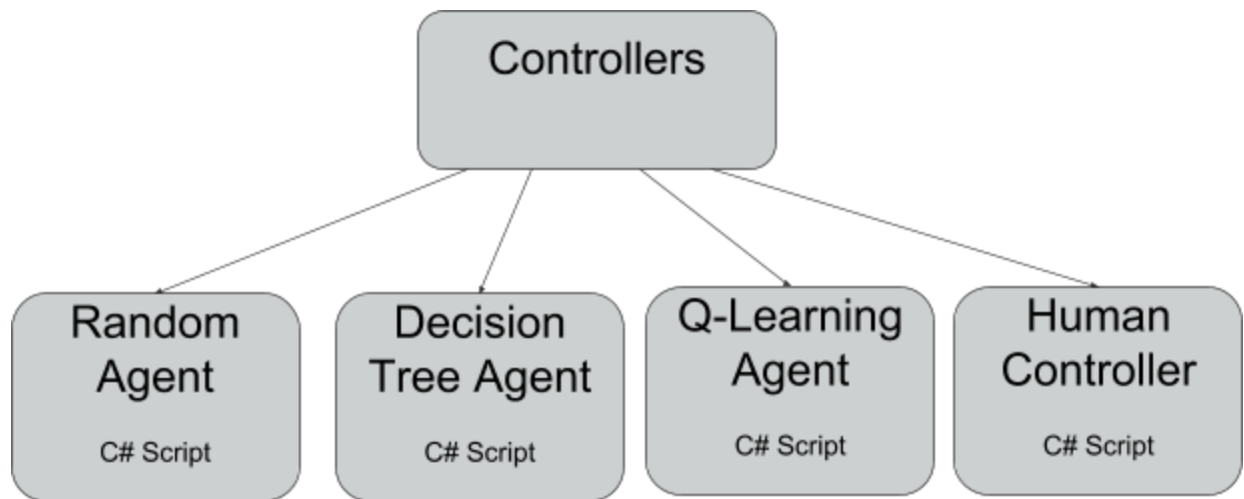 Controllers
Random
Agent
C# Script
Decision
Tree Agent
C# Script
Q-Learning
Agent
C# Script
Human
Controller
C# Script